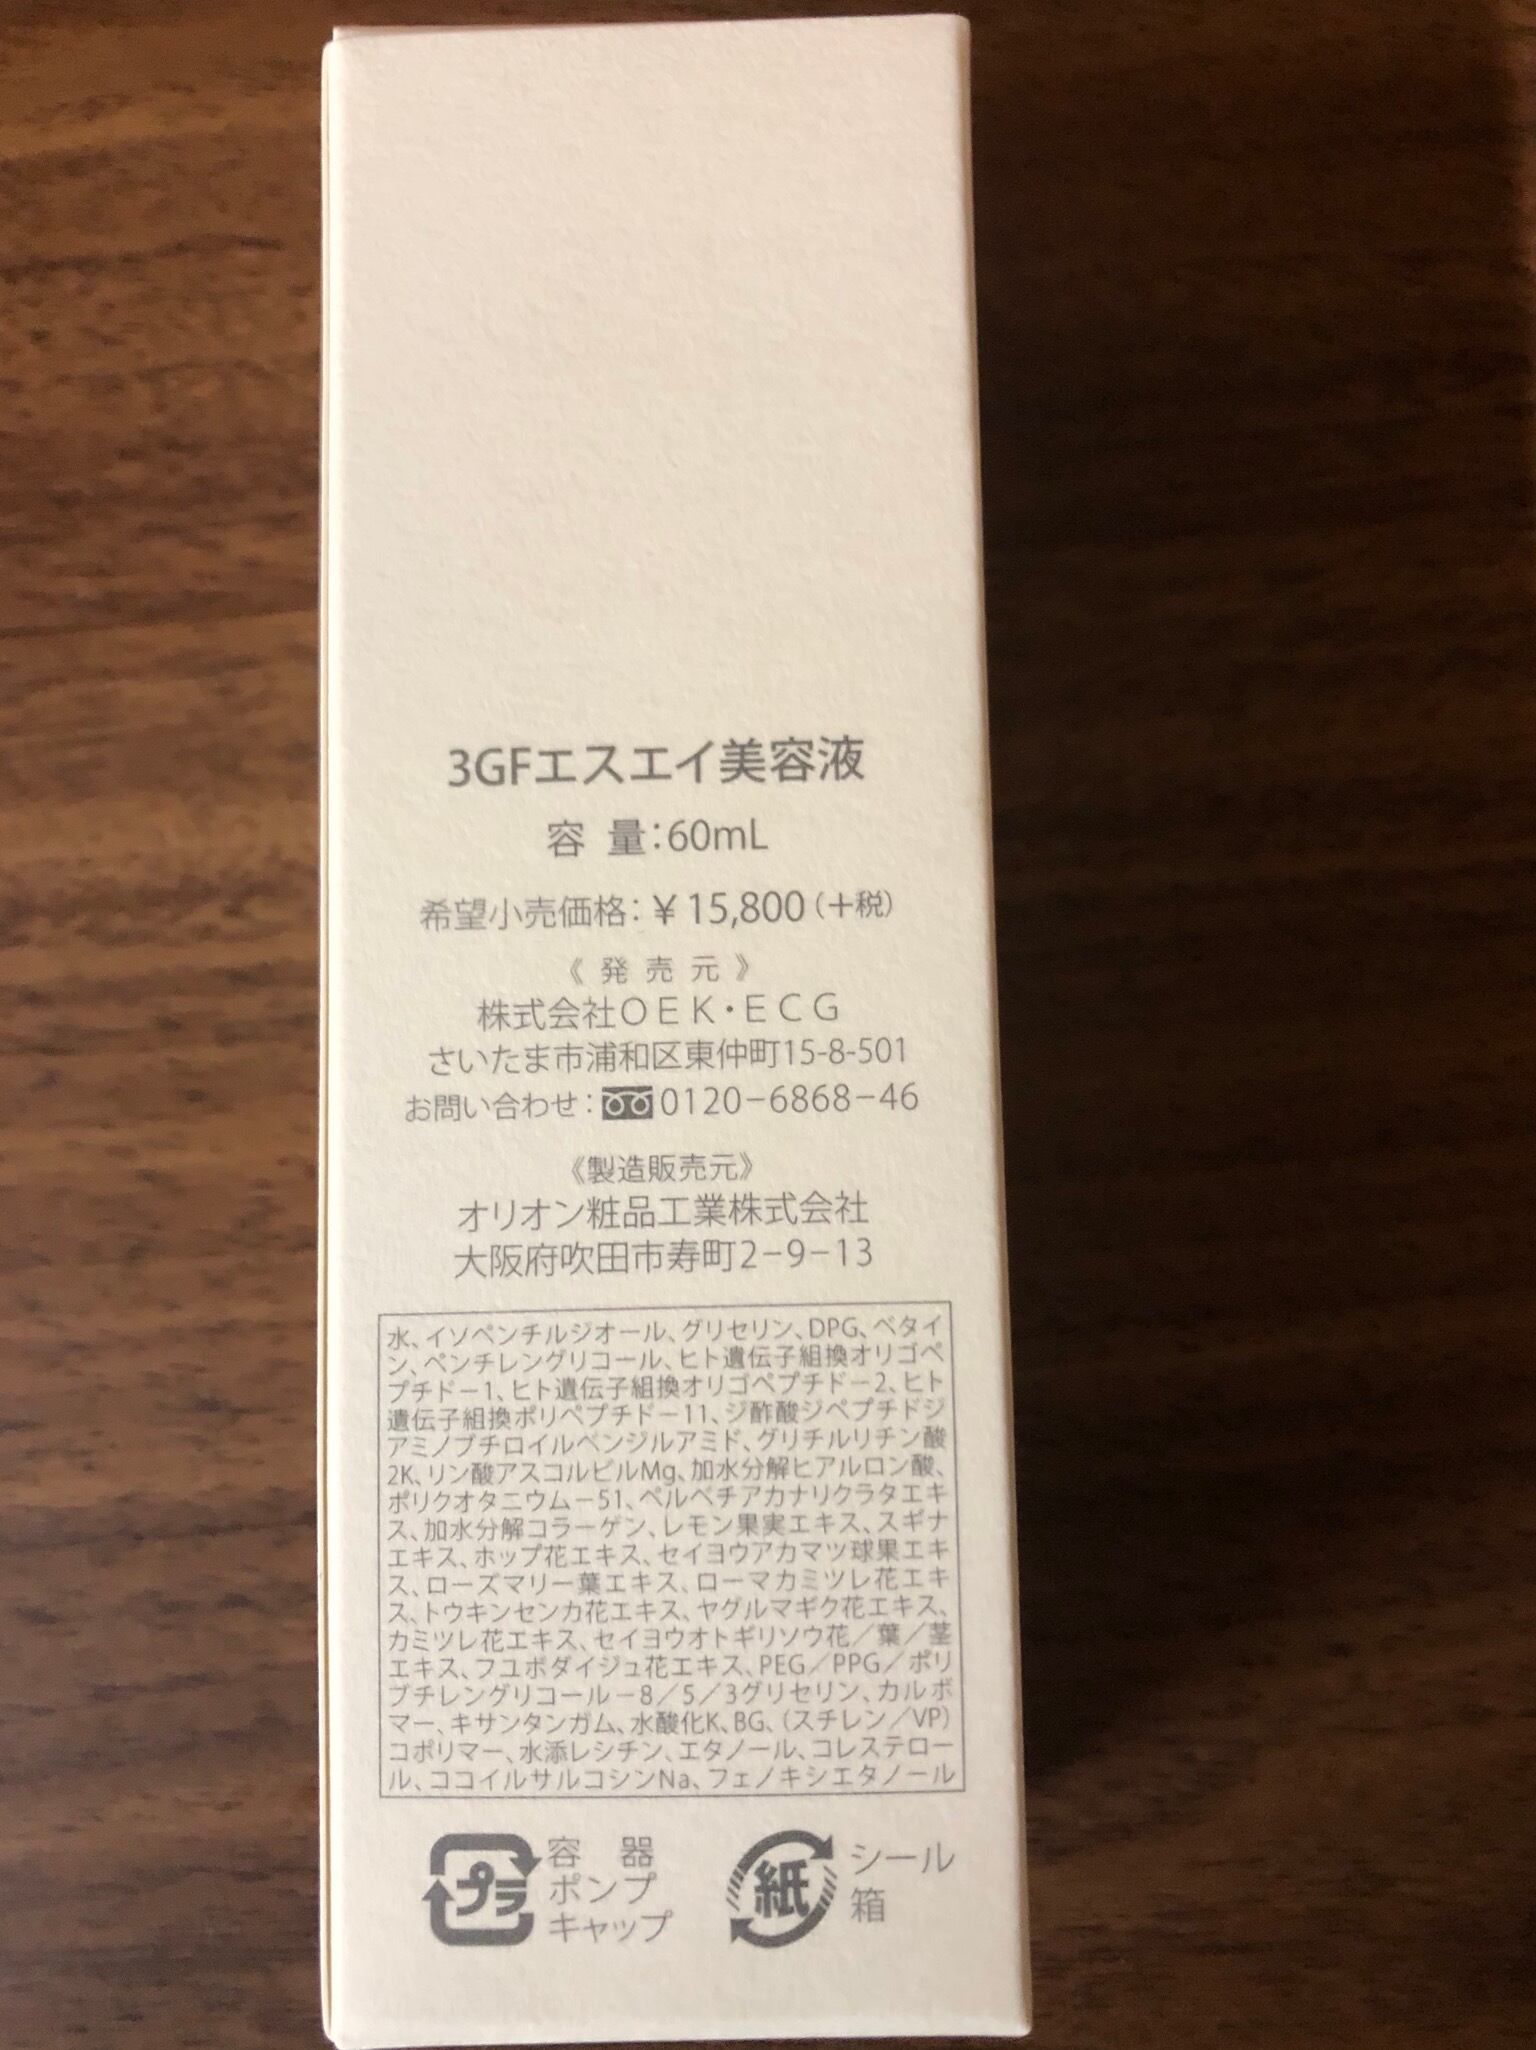 3GFエスエイ美容液
容 量：60mL
希望小売価格：￥15,800（＋税）
《 発 売 元 》
株式会社OEK・ECG
さいたま市浦和区東仲町15-8-501
お問い合わせ：0120−6868−46
《製造販売元》
オリオン粧品工業株式会社
大阪府吹田市寿町2−9−13
水、イソペンチルジオール、グリセリン、DPG、ベタイ
ン、ペンチレングリコール、ヒト遺伝子組換オリゴペ
プチドー1、ヒト遺伝子組換オリゴペプチドー2、ヒト
遺伝子組換ポリペプチドー11、ジ酢酸ジペプチドジ
アミノブチロイルベンジルアミド、グリチルリチン酸
2K、リン酸アスコルビルMg、加水分解ヒアルロン酸、
ポリクオタニウムー51、ペルベチアカナリクラタエキ
ス、加水分解コラーゲン、レモン果実エキス、スギナ
エキス、ホップ花エキス、セイヨウアカマツ球果エキ
ス、ローズマリー葉エキス、ローマカミツレ花エキ
ス、トウキンセンカ花エキス、ヤグルマギク花エキス、
カミツレ花エキス、セイヨウオトギリソウ花／葉／茎
エキス、フユボダイジュ花エキス、PEG／PPG／ポリ
ブチレングリコールー8／5／3グリセリン、カルボ
マー、キサンタンガム、水酸化K、BG、（スチレン／VP）
コポリマー、水添レシチン、エタノール、コレステロー
ル、ココイルサルコシンNa、フェノキシエタノール
プラ
容 器
ポンプ
キャップ
紙
シール
箱